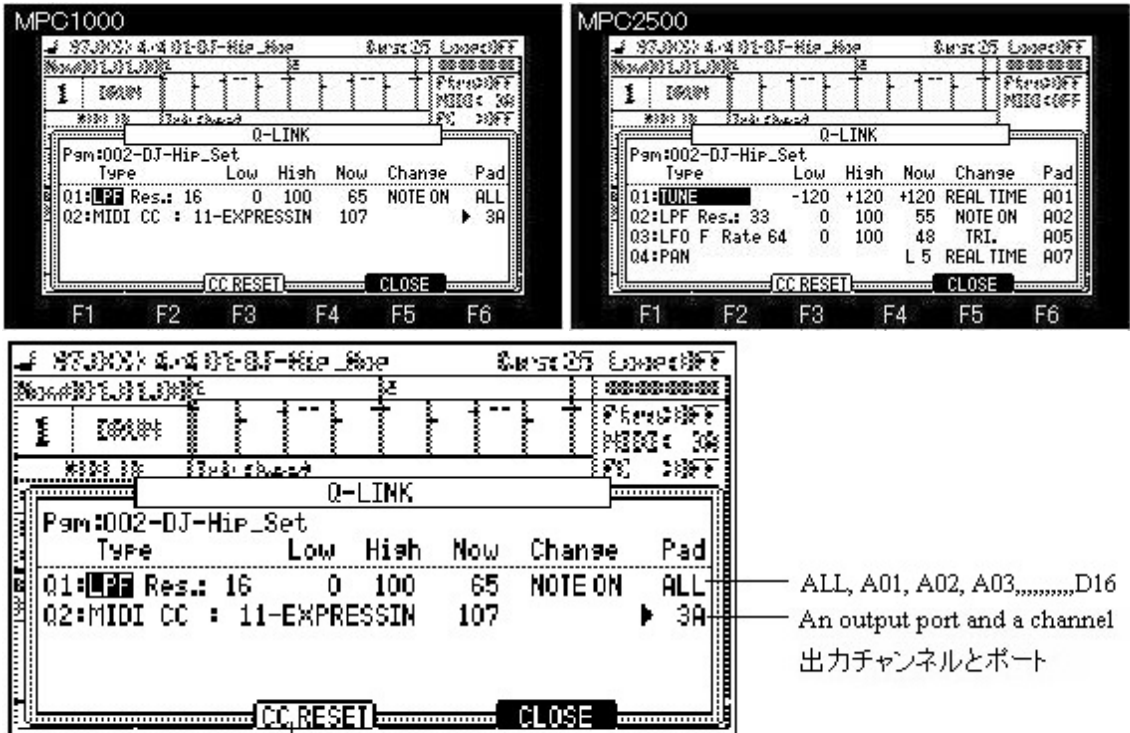 MPC1000
Q-LINK
Pgm:002-DJ-Hip_Set
Type Low High Now Change Pad
Q1:LPF Res.: 16 0 100 65 NOTE ON ALL
Q2:MIDI CC : 11-EXPRESSIN 107 ▶ 3A
CC.RESET CLOSE
F1 F2 F3 F4 F5 F6
MPC2500
Q-LINK
Pgm:002-DJ-Hip_Set
Type Low High Now Change Pad
Q1:TUNE -120 +120 +120 REAL TIME A01
Q2:LPF Res.: 33 0 100 55 NOTE ON A02
Q3:LFO F Rate 64 0 100 48 TRI. A05
Q4:PAN L 5 REAL TIME A07
CC.RESET CLOSE
F1 F2 F3 F4 F5 F6
Q-LINK
Pgm:002-DJ-Hip_Set
Type Low High Now Change Pad
Q1:LPF Res.: 16 0 100 65 NOTE ON ALL
Q2:MIDI CC : 11-EXPRESSIN 107 ▶ 3A
CC.RESET CLOSE
ALL, A01, A02, A03,,,,,,,,,,D16
An output port and a channel
出力チャンネルとポート